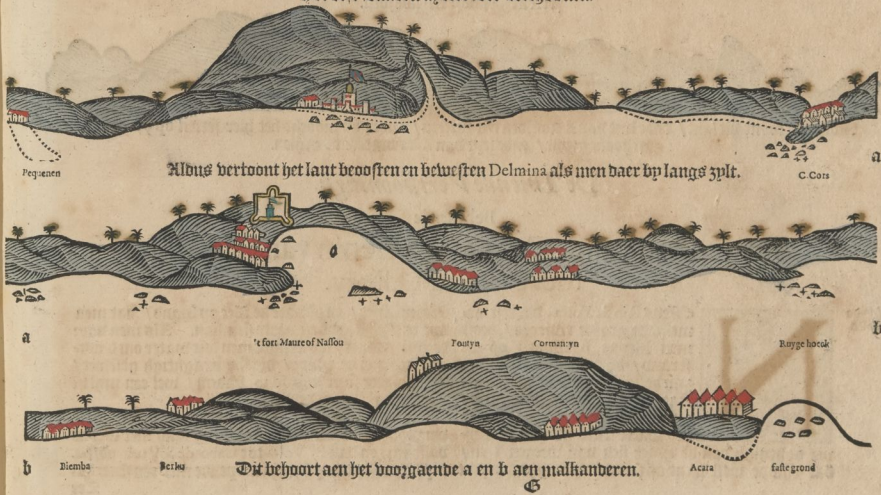 Pequenen
Aldus vertoont het lant beoosten en bewesten Delmina als men daer by langs zylt.
C. Cors
a
a
't fort Maure of Nassou
Fontyn
Cormantyn
Ruyge hoeck
b
b
Biemba
Berku
Dit behoort aen het voorgaende a en b aen malkanderen.
Acara
faste grond
G